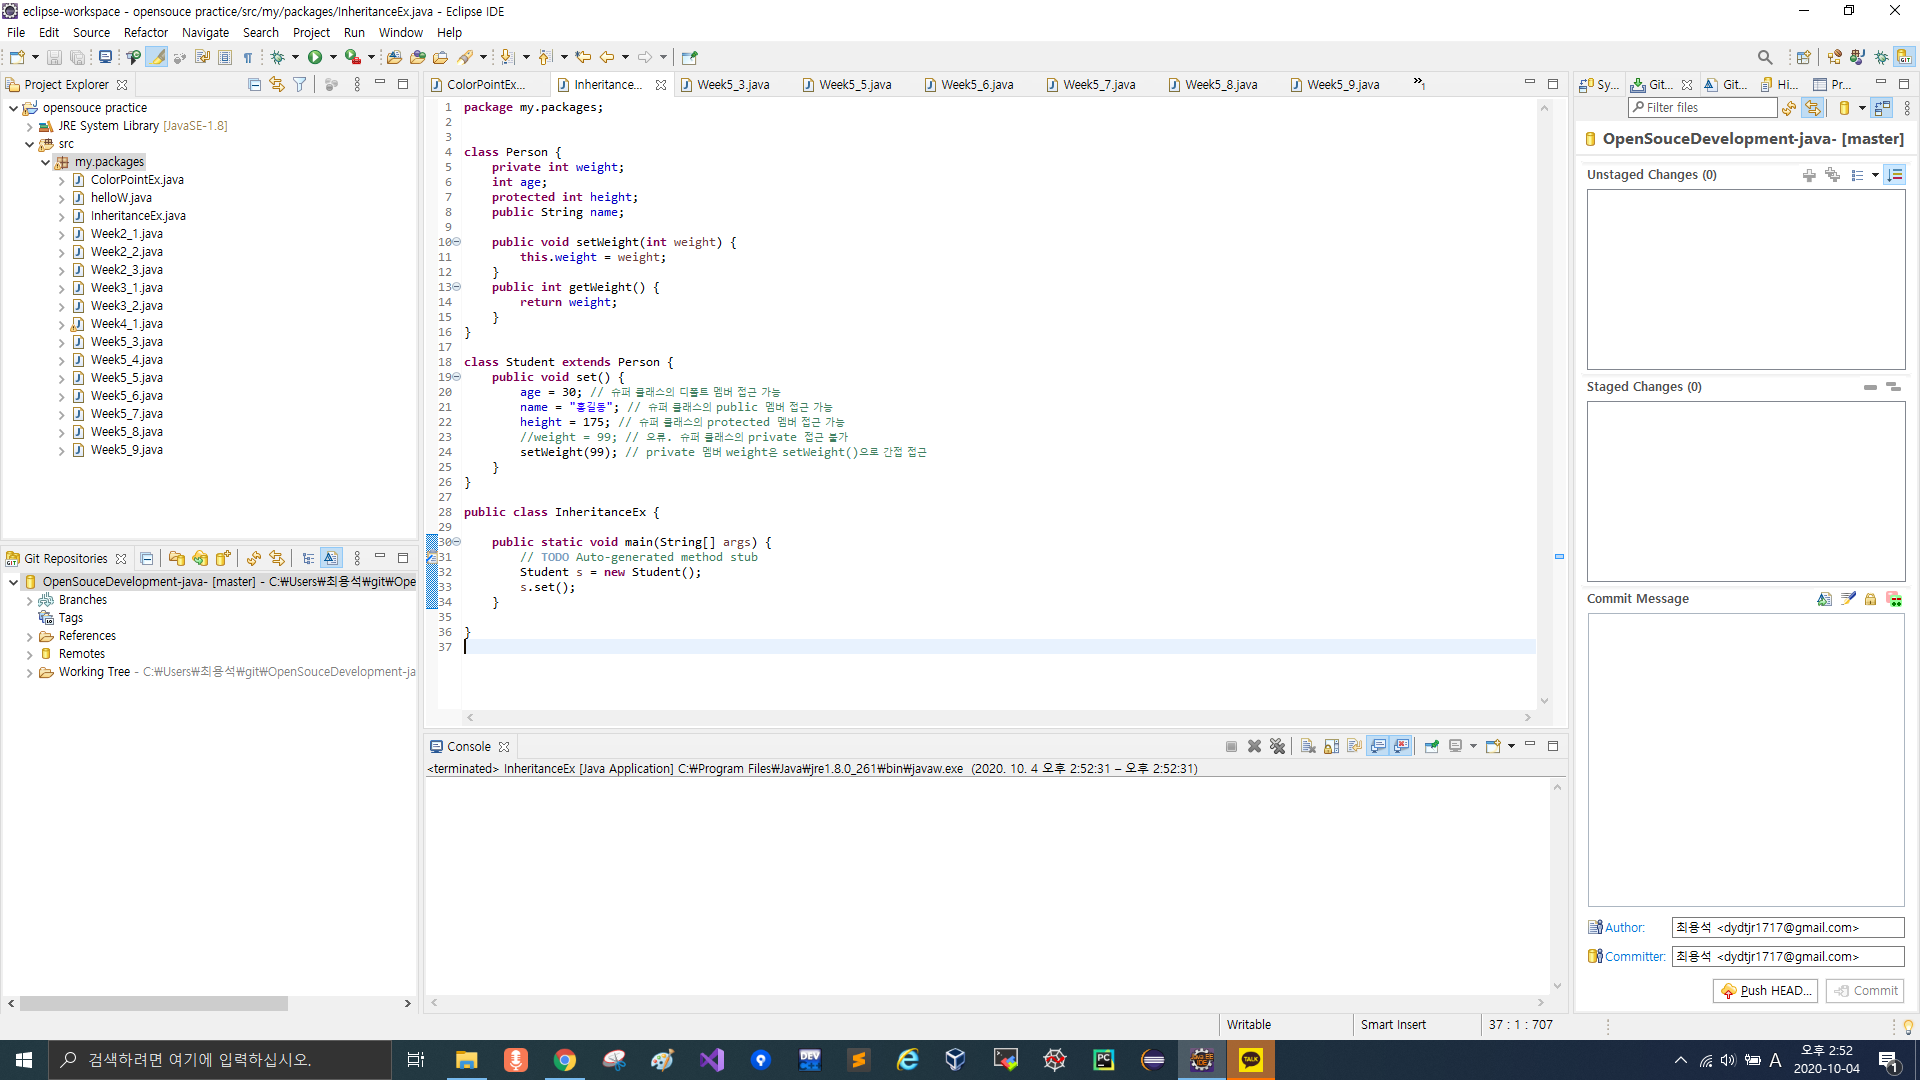 eclipse-workspace - opensouce practice/src/my/packages/InheritanceEx.java - Eclipse IDE
File Edit Source Refactor Navigate Search Project Run Window Help
Project Explorer
opensouce practice
JRE System Library [JavaSE-1.8]
src
my.packages
ColorPointEx.java
helloW.java
InheritanceEx.java
Week2_1.java
Week2_2.java
Week2_3.java
Week3_1.java
Week3_2.java
Week4_1.java
Week5_3.java
Week5_4.java
Week5_5.java
Week5_6.java
Week5_7.java
Week5_8.java
Week5_9.java
Git Repositories
OpenSouceDevelopment-java- [master] - C:₩Users₩최용석₩git₩Ope
Branches
Tags
References
Remotes
Working Tree - C:₩Users₩최용석₩git₩OpenSouceDevelopment-ja
ColorPointEx... Inheritance... Week5_3.java Week5_5.java Week5_6.java Week5_7.java Week5_8.java Week5_9.java »1
1 package my.packages;
2
3
4 class Person {
5 private int weight;
6 int age;
7 protected int height;
8 public String name;
9
10 public void setWeight(int weight) {
11 this.weight = weight;
12 }
13 public int getWeight() {
14 return weight;
15 }
16 }
17
18 class Student extends Person {
19 public void set() {
20 age = 30; // 슈퍼 클래스의 디폴트 멤버 접근 가능
21 name = "홍길동"; // 슈퍼 클래스의 public 멤버 접근 가능
22 height = 175; // 슈퍼 클래스의 protected 멤버 접근 가능
23 //weight = 99; // 오류. 슈퍼 클래스의 private 접근 불가
24 setWeight(99); // private 멤버 weight은 setWeight()으로 간접 접근
25 }
26 }
27
28 public class InheritanceEx {
29
30 public static void main(String[] args) {
31 // TODO Auto-generated method stub
32 Student s = new Student();
33 s.set();
34 }
35
36 }
37
Console
<terminated> InheritanceEx [Java Application] C:₩Program Files₩Java₩jre1.8.0_261₩bin₩javaw.exe (2020. 10. 4 오후 2:52:31 – 오후 2:52:31)
Sy... Git... Git... Hi... Pr...
Filter files
OpenSouceDevelopment-java- [master]
Unstaged Changes (0)
Staged Changes (0)
Commit Message
Author: 최용석 <dydtjr1717@gmail.com>
Committer: 최용석 <dydtjr1717@gmail.com>
Push HEAD... Commit
Writable Smart Insert 37 : 1 : 707
검색하려면 여기에 입력하십시오.
DEV
PC
TALK
A
오후 2:52
2020-10-04
1